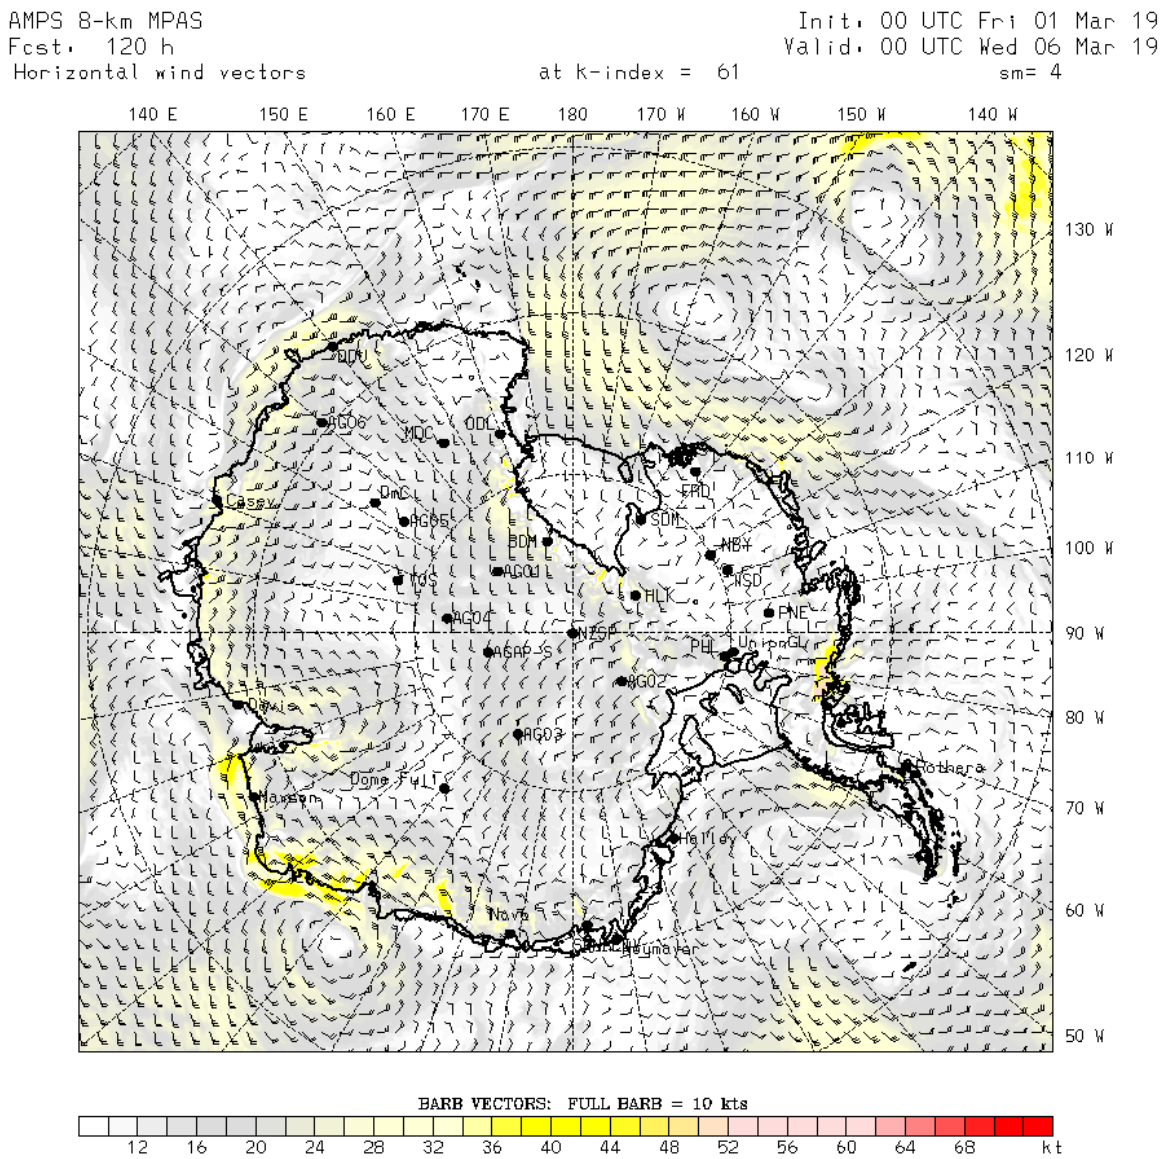 AMPS 8-km MPAS Init: 00 UTC Fri 01 Mar 19
Fcst: 120 h Valid: 00 UTC Wed 06 Mar 19
Horizontal wind vectors at k-index = 61 sm= 4
140 E 150 E 160 E 170 E 180 170 W 160 W 150 W 140 W
130 W
120 W
DDU
AGO6 MDC ODL
110 W
ERD
Casey DmC AGO5 SDM
BDM NBY
100 W
VOS AGO1 WSD
HLK
AGO4 PNE
NZSP 90 W
AGAP-S PHL UnionGL
AGO2
Davis 80 W
AGO3
Rothera
Dome Fuji
Mawson 70 W
Halley
60 W
Neumayer
50 W
BARB VECTORS: FULL BARB = 10 kts
12 16 20 24 28 32 36 40 44 48 52 56 60 64 68 kt